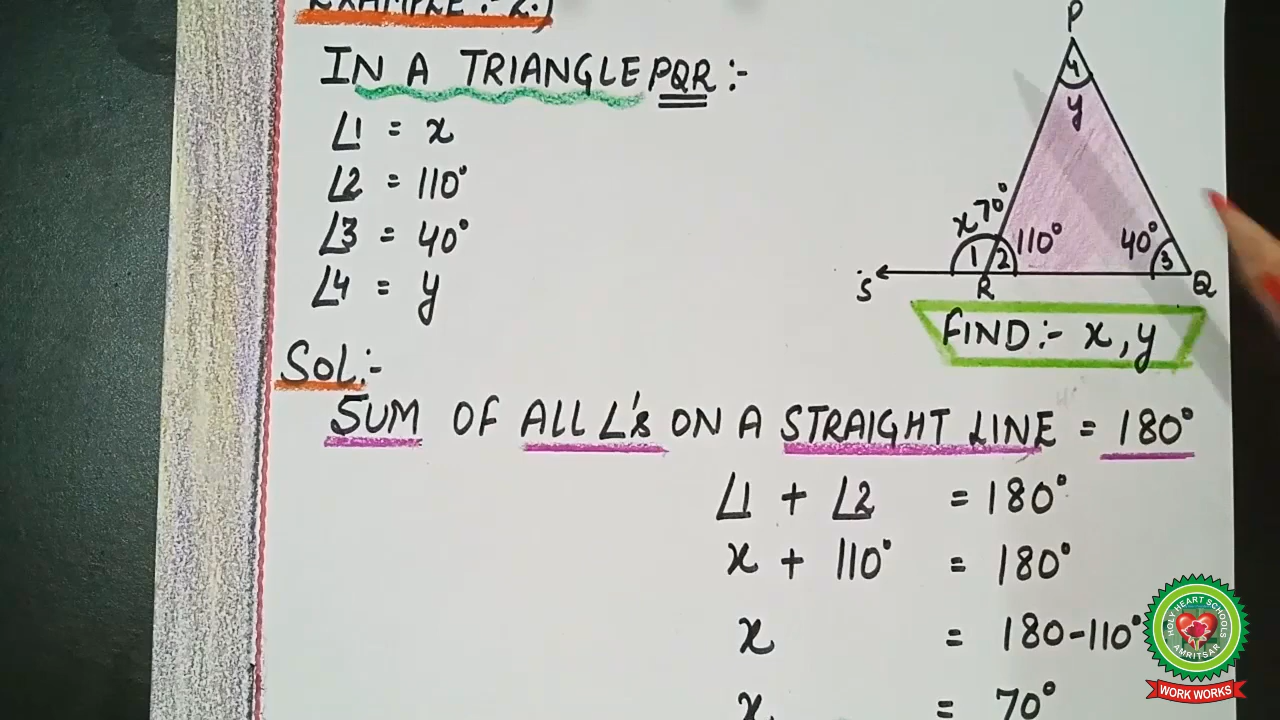 EXAMPLE :- 2.)
IN A TRIANGLE PQR :-
∠1 = x
∠2 = 110°
∠3 = 40°
∠4 = y
P
4
y
x 70°
110°
40°
1
2
3
S
R
Q
FIND :- x, y
SOL :-
SUM OF ALL ∠'s ON A STRAIGHT LINE = 180°
∠1 + ∠2 = 180°
x + 110° = 180°
x = 180-110°
x = 70°
HOLY HEART SCHOOLS
AMRITSAR
WORK WORKS